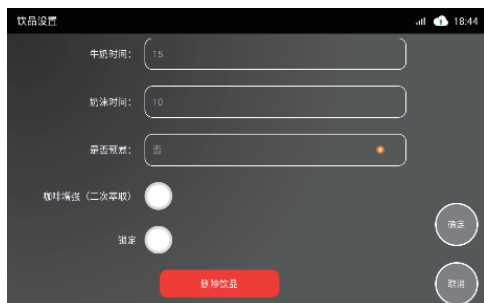 饮品设置 18:44
牛奶时间： 15
奶沫时间： 10
是否预煮： 否
咖啡增强（二次萃取）
锁定
确定
删除饮品
取消